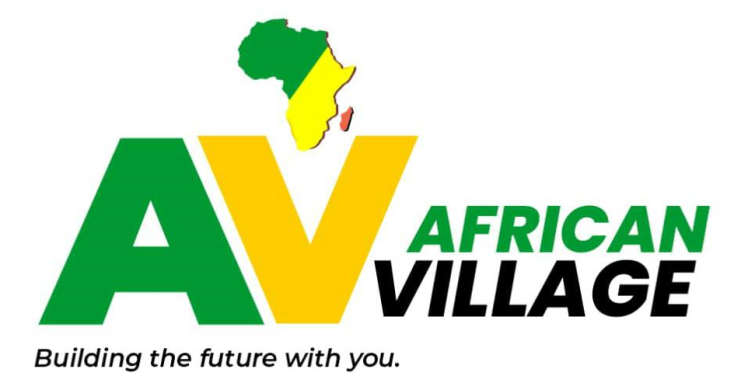 AV
AFRICAN
VILLAGE
Building the future with you.